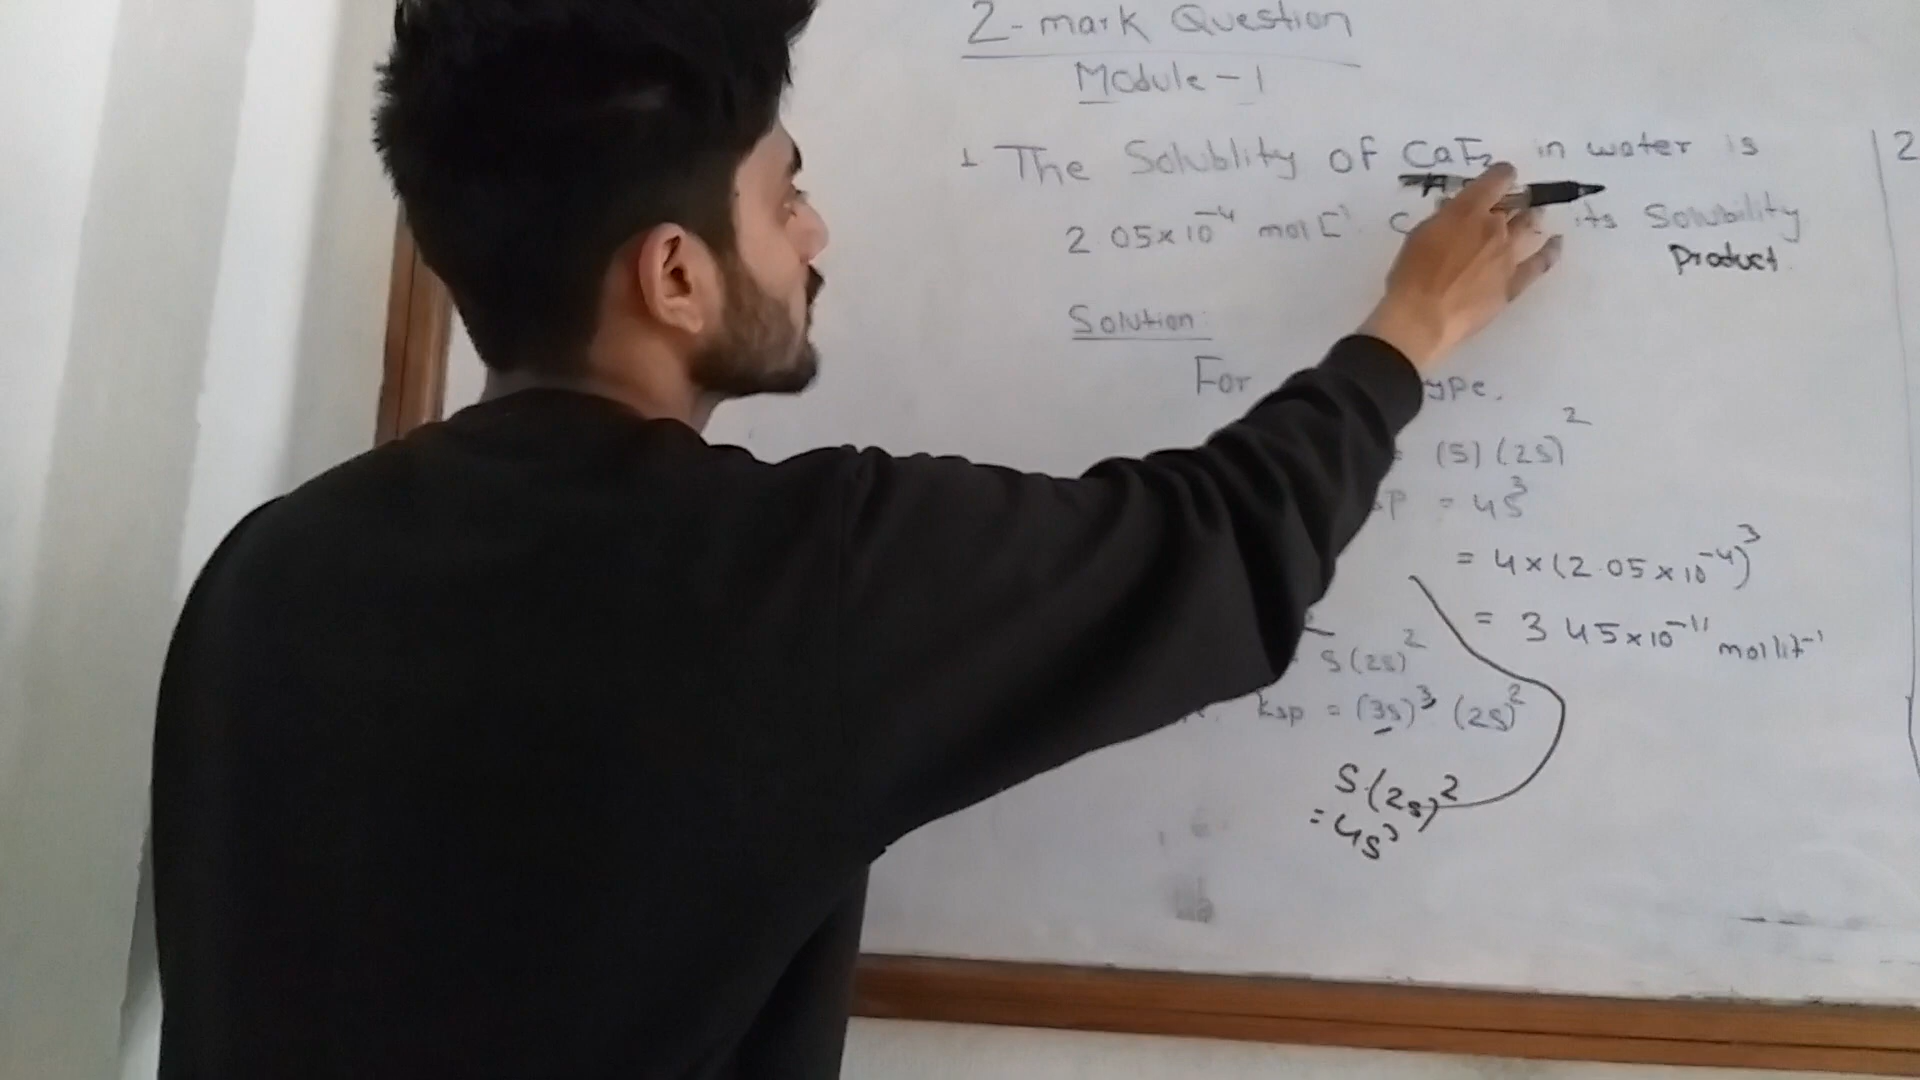 2-mark Question
Module-1
1 The Solublity of CaF₂ in water is
2.05×10⁻⁴ mol L⁻¹. its Solubility
Product.
Solution:
For ype.
(S) (2S)²
sp = 4S³
= 4×(2.05×10⁻⁴)³
= 3.45×10⁻¹¹ mol lit⁻¹
S(2S)²
Ksp = (3S)³ (2S)²
S(2s)²
= 4s³
2